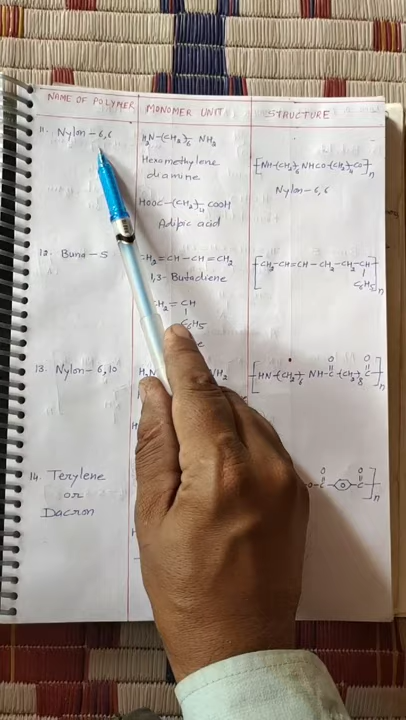 NAME OF POLYMER MONOMER UNIT STRUCTURE
11. Nylon-6,6
H₂N-(CH₂)₆ NH₂
Hexamethylene
diamine
HOOC-(CH₂)₄ COOH
Adipic acid
[NH-(CH₂)₆ NHCO-(CH₂)₄ CO]n
Nylon-6,6
12. Buna-S
CH₂=CH-CH=CH₂
1,3-Butadiene
CH₂=CH
C₆H₅
[CH₂-CH=CH-CH₂-CH₂-CH]n
C₆H₅
13. Nylon-6,10
H₂N
NH₂
O O
[HN-(CH₂)₆ NH-C-(CH₂)₈ C]n
14. Terylene
or
Dacron
O O
C C]n